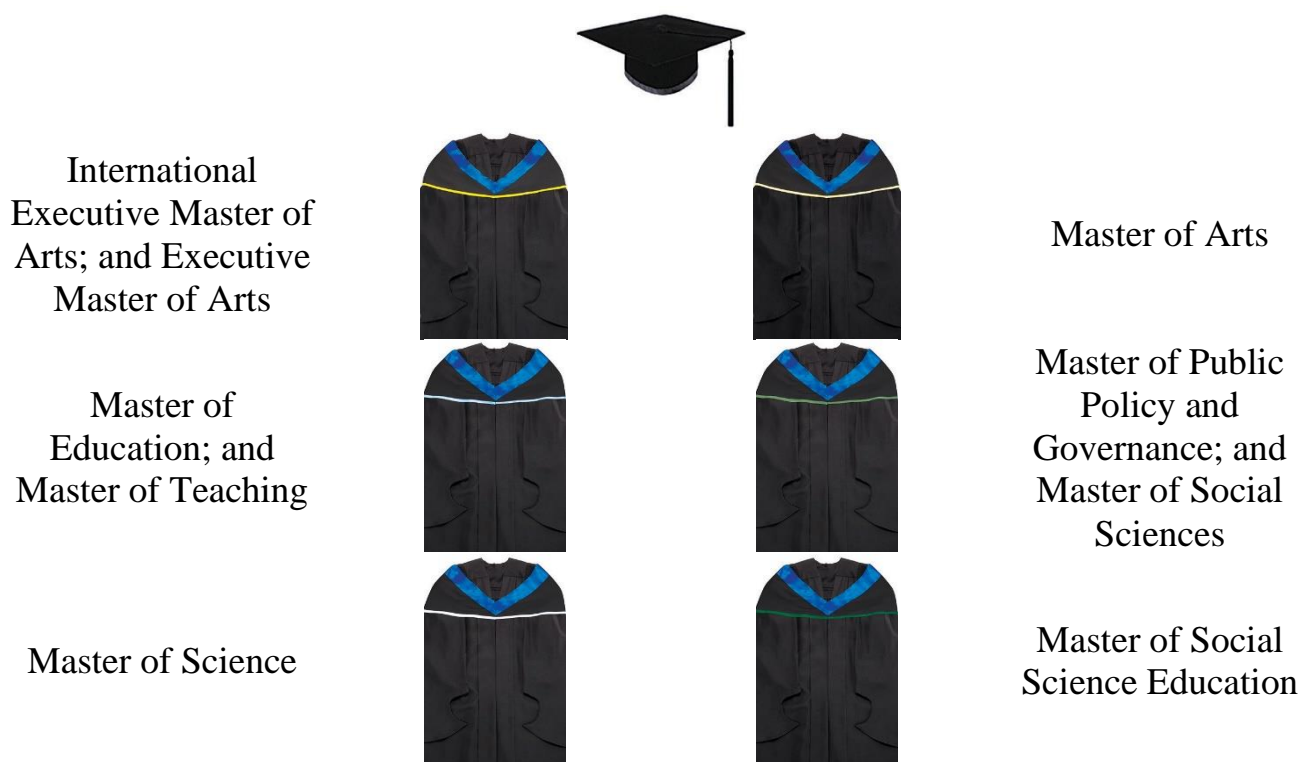 International
Executive Master of
Arts; and Executive
Master of Arts
Master of Arts
Master of
Education; and
Master of Teaching
Master of Public
Policy and
Governance; and
Master of Social
Sciences
Master of Science
Master of Social
Science Education